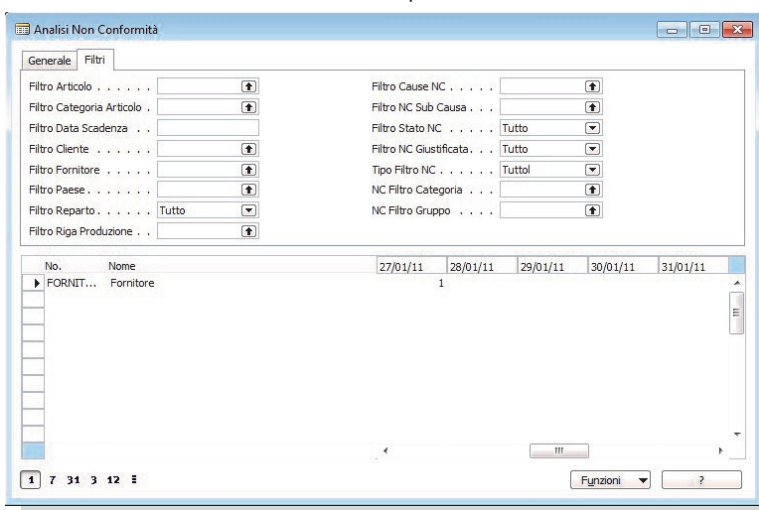 Analisi Non Conformità
Generale Filtri
Filtro Articolo . . . . . . Filtro Cause NC . . . . .
Filtro Categoria Articolo . Filtro NC Sub Causa . . .
Filtro Data Scadenza . . Filtro Stato NC . . . . . Tutto
Filtro Cliente . . . . . . Filtro NC Giustificata. . . Tutto
Filtro Fornitore . . . . . Tipo Filtro NC . . . . . . Tuttol
Filtro Paese. . . . . . . NC Filtro Categoria . . .
Filtro Reparto. . . . . . Tutto NC Filtro Gruppo . . . .
Filtro Riga Produzione . .
No. Nome 27/01/11 28/01/11 29/01/11 30/01/11 31/01/11
FORNIT... Fornitore 1
1 7 31 3 12 Funzioni ?